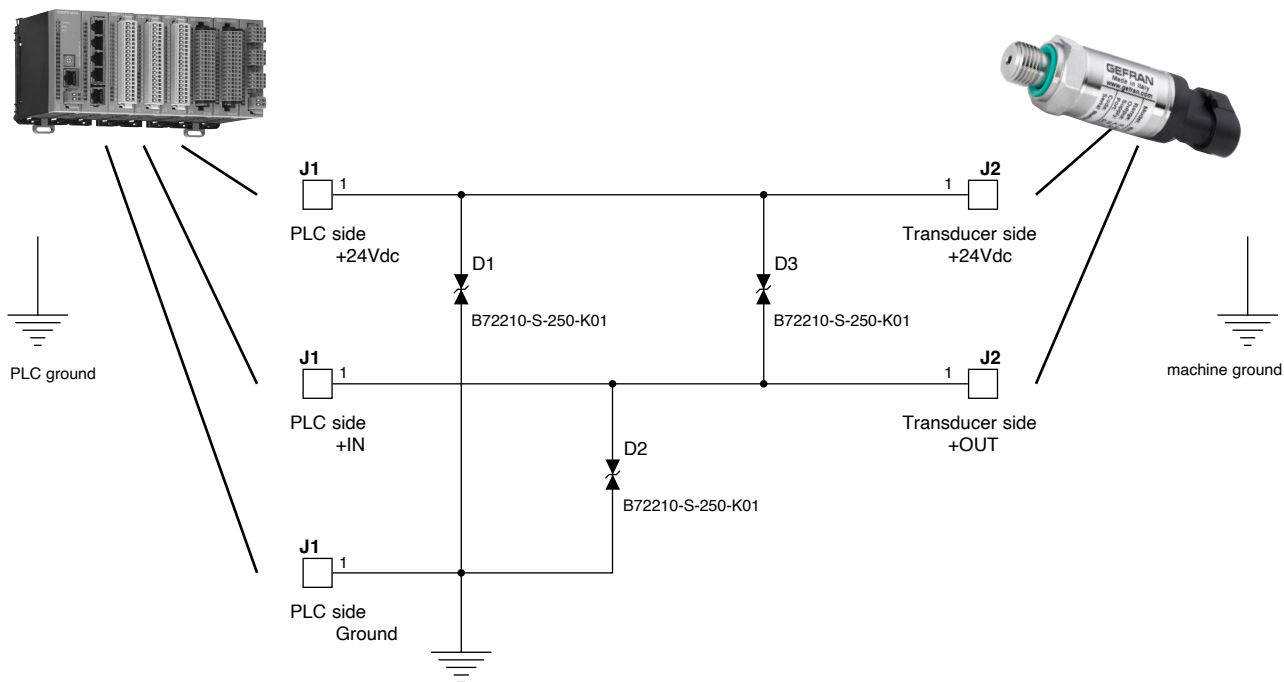 GEFRAN
Made in Italy
www.gefran.com
J1
1
PLC side
+24Vdc
J2
1
Transducer side
+24Vdc
D1
B72210-S-250-K01
D3
B72210-S-250-K01
PLC ground
machine ground
J1
1
PLC side
+IN
J2
1
Transducer side
+OUT
D2
B72210-S-250-K01
J1
1
PLC side
Ground